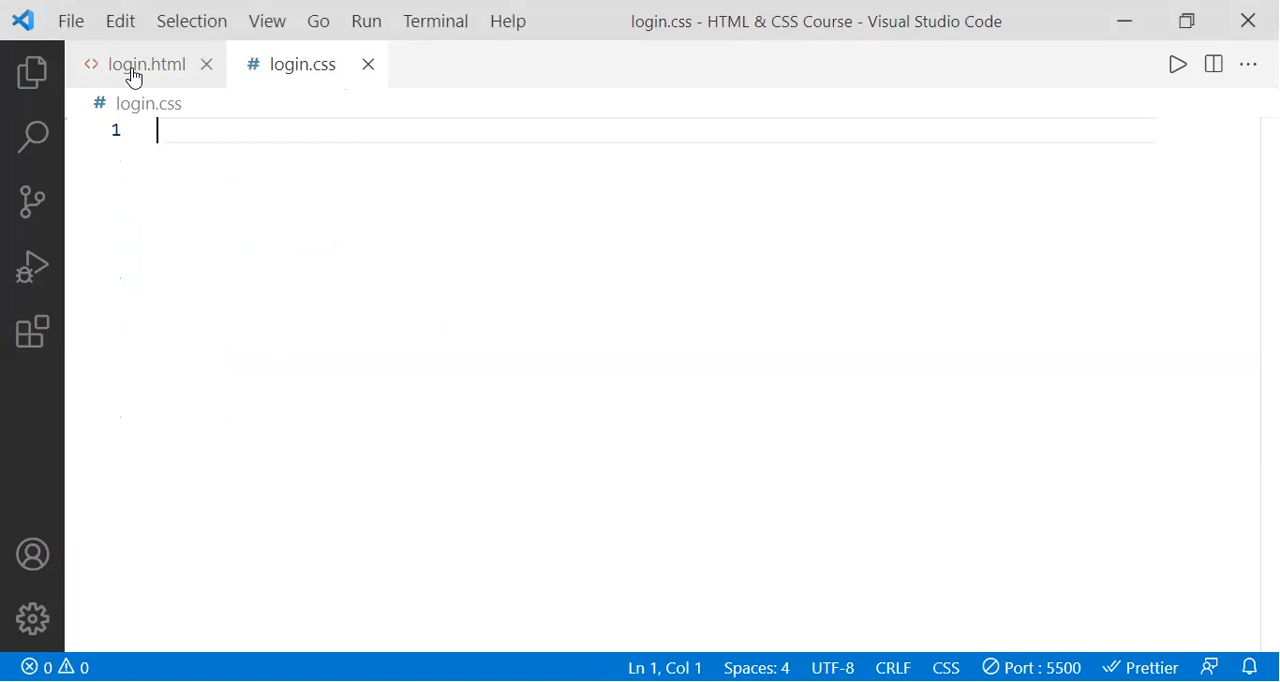 File Edit Selection View Go Run Terminal Help login.css - HTML & CSS Course - Visual Studio Code
<> login.html # login.css
# login.css
1
0 0 Ln 1, Col 1 Spaces: 4 UTF-8 CRLF CSS Port : 5500 Prettier